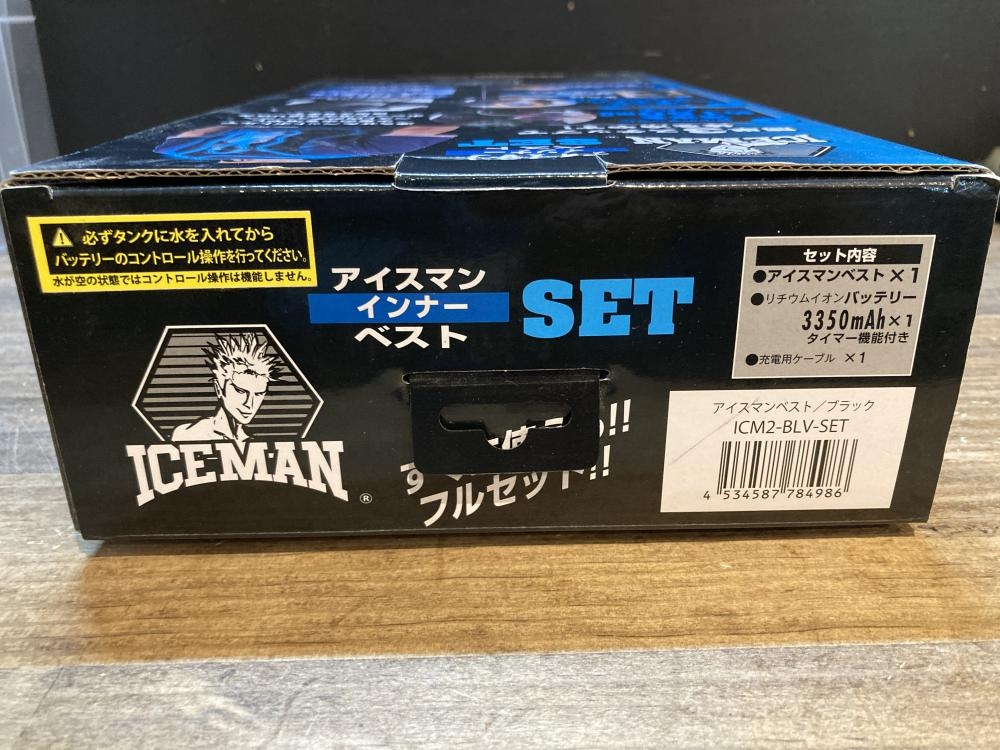 ICEMAN
SET
必ずタンクに水を入れてから
バッテリーのコントロール操作を行ってください。
水が空の状態ではコントロール操作は機能しません。
アイスマン
インナー
ベスト
SET
セット内容
●アイスマンベスト×1
●リチウムイオンバッテリー
3350mAh×1
タイマー機能付き
●充電用ケーブル ×1
アイスマンベスト／ブラック
ICM2-BLV-SET
4 534587 784986
ICEMAN
®
フルセット!!